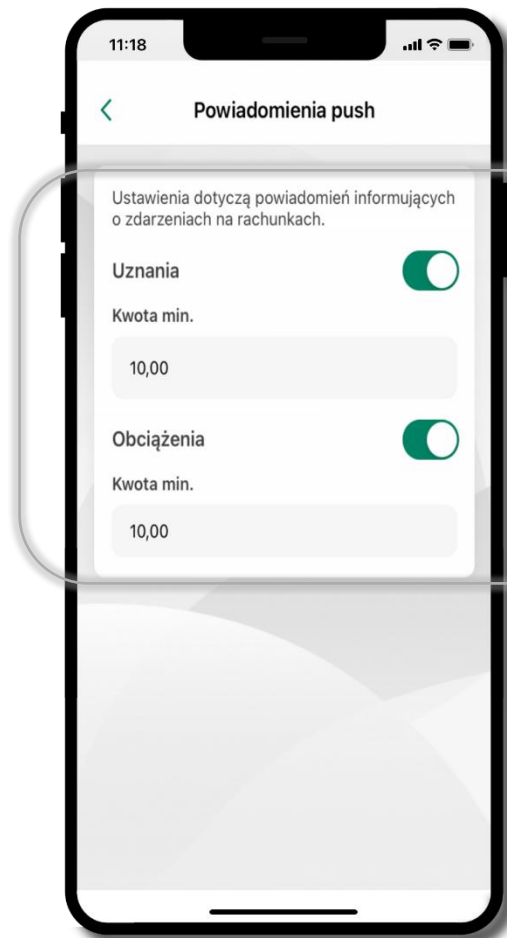 11:18
Powiadomienia push
Ustawienia dotyczą powiadomień informujących
o zdarzeniach na rachunkach.
Uznania
Kwota min.
10,00
Obciążenia
Kwota min.
10,00